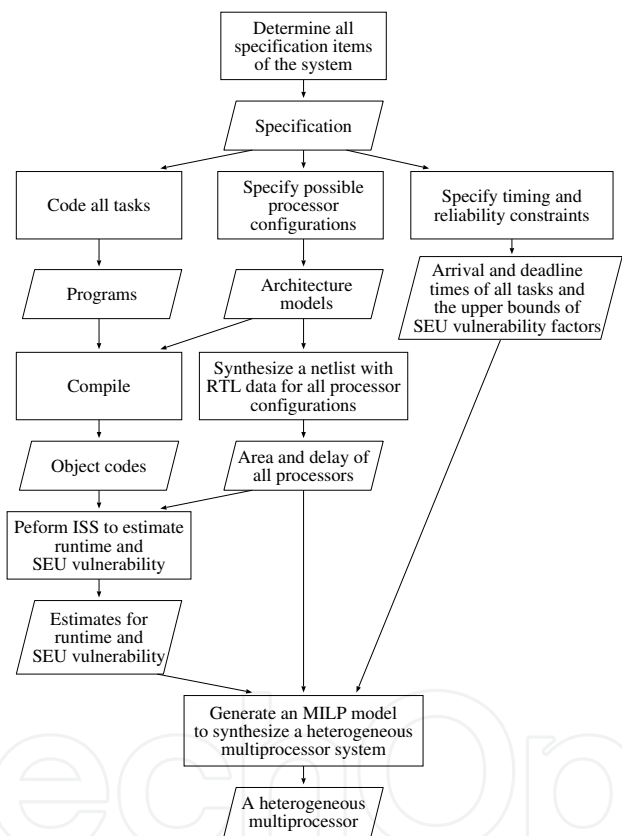 Determine all
specification items
of the system
Specification
Code all tasks
Specify possible
processor
configurations
Specify timing and
reliability constraints
Programs
Architecture
models
Arrival and deadline
times of all tasks and
the upper bounds of
SEU vulnerability factors
Compile
Synthesize a netlist with
RTL data for all processor
configurations
Object codes
Area and delay of
all processors
Peform ISS to estimate
runtime and
SEU vulnerability
Estimates for
runtime and
SEU vulnerability
Generate an MILP model
to synthesize a heterogeneous
multiprocessor system
A heterogeneous
multiprocessor
echOp